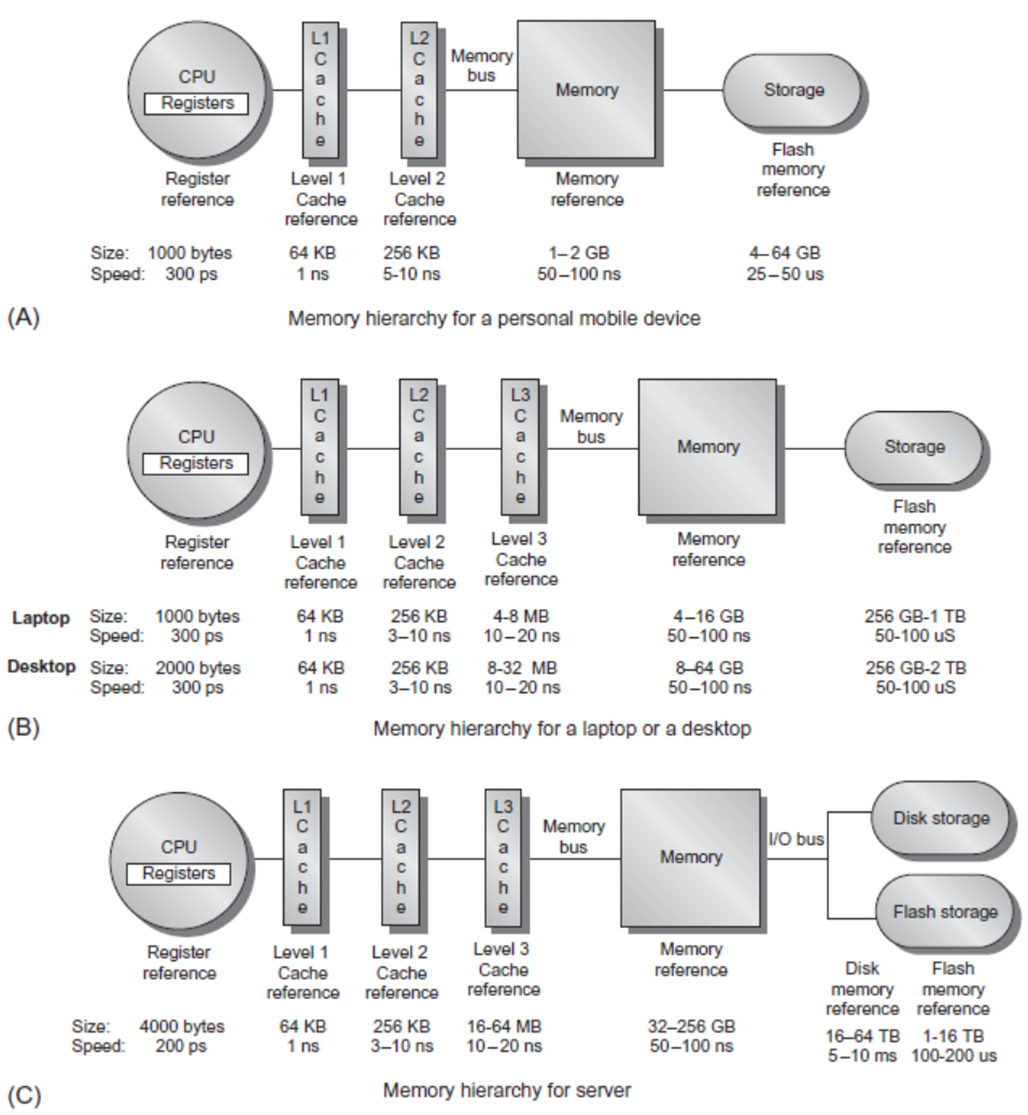 CPU
Registers
L1
C
a
c
h
e
L2
C
a
c
h
e
Memory
bus
Memory
Storage
Register
reference
Level 1
Cache
reference
Level 2
Cache
reference
Memory
reference
Flash
memory
reference
Size: 1000 bytes 64 KB 256 KB 1–2 GB 4–64 GB
Speed: 300 ps 1 ns 5-10 ns 50–100 ns 25–50 us
(A) Memory hierarchy for a personal mobile device
CPU
Registers
L1
C
a
c
h
e
L2
C
a
c
h
e
L3
C
a
c
h
e
Memory
bus
Memory
Storage
Register
reference
Level 1
Cache
reference
Level 2
Cache
reference
Level 3
Cache
reference
Memory
reference
Flash
memory
reference
Laptop Size: 1000 bytes 64 KB 256 KB 4-8 MB 4–16 GB 256 GB-1 TB
Speed: 300 ps 1 ns 3–10 ns 10–20 ns 50–100 ns 50-100 uS
Desktop Size: 2000 bytes 64 KB 256 KB 8-32 MB 8–64 GB 256 GB-2 TB
Speed: 300 ps 1 ns 3–10 ns 10–20 ns 50–100 ns 50-100 uS
(B) Memory hierarchy for a laptop or a desktop
CPU
Registers
L1
C
a
c
h
e
L2
C
a
c
h
e
L3
C
a
c
h
e
Memory
bus
Memory
I/O bus
Disk storage
Flash storage
Register
reference
Level 1
Cache
reference
Level 2
Cache
reference
Level 3
Cache
reference
Memory
reference
Disk
memory
reference
Flash
memory
reference
Size: 4000 bytes 64 KB 256 KB 16-64 MB 32–256 GB 16–64 TB 1-16 TB
Speed: 200 ps 1 ns 3–10 ns 10–20 ns 50–100 ns 5–10 ms 100-200 us
(C) Memory hierarchy for server